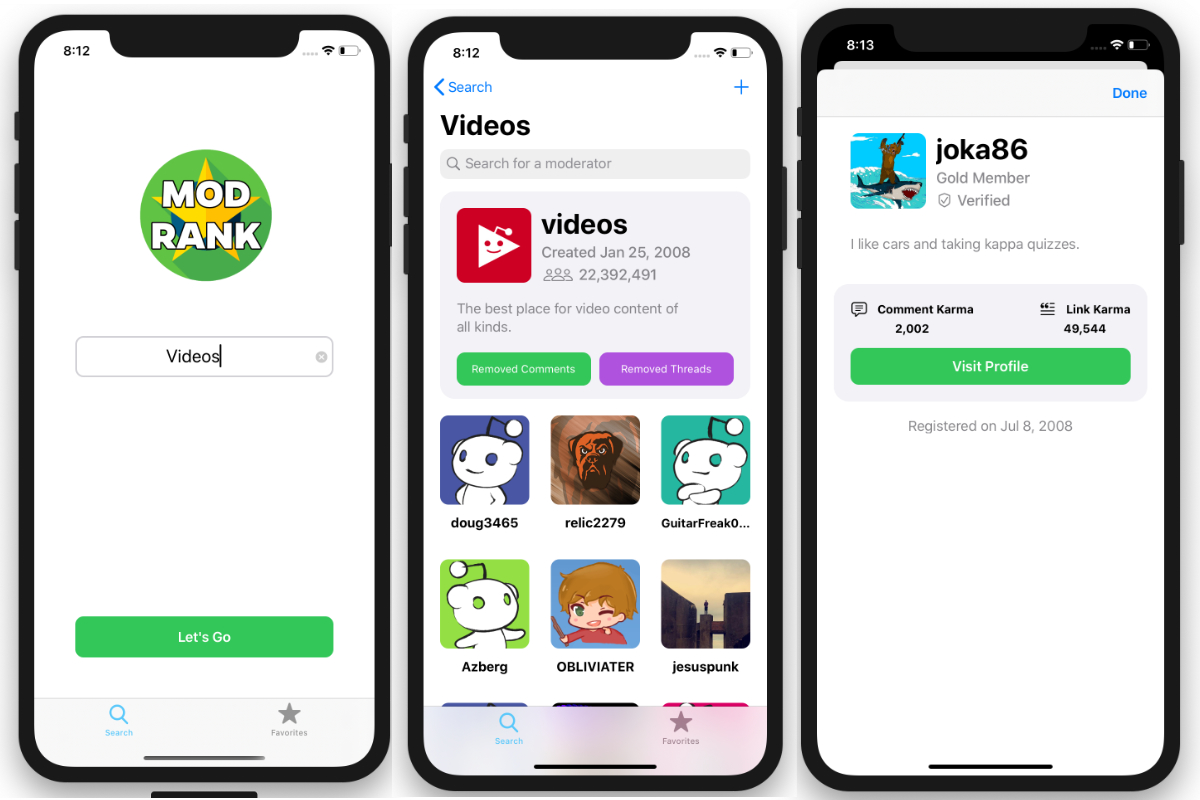 8:12
MOD
RANK
Videos
Let's Go
Search
Favorites
8:12
Search
Videos
Search for a moderator
videos
Created Jan 25, 2008
22,392,491
The best place for video content of
all kinds.
Removed Comments
Removed Threads
doug3465
relic2279
GuitarFreak0...
Azberg
OBLIVIATER
jesuspunk
Search
Favorites
8:13
Done
joka86
Gold Member
Verified
I like cars and taking kappa quizzes.
Comment Karma
2,002
Link Karma
49,544
Visit Profile
Registered on Jul 8, 2008